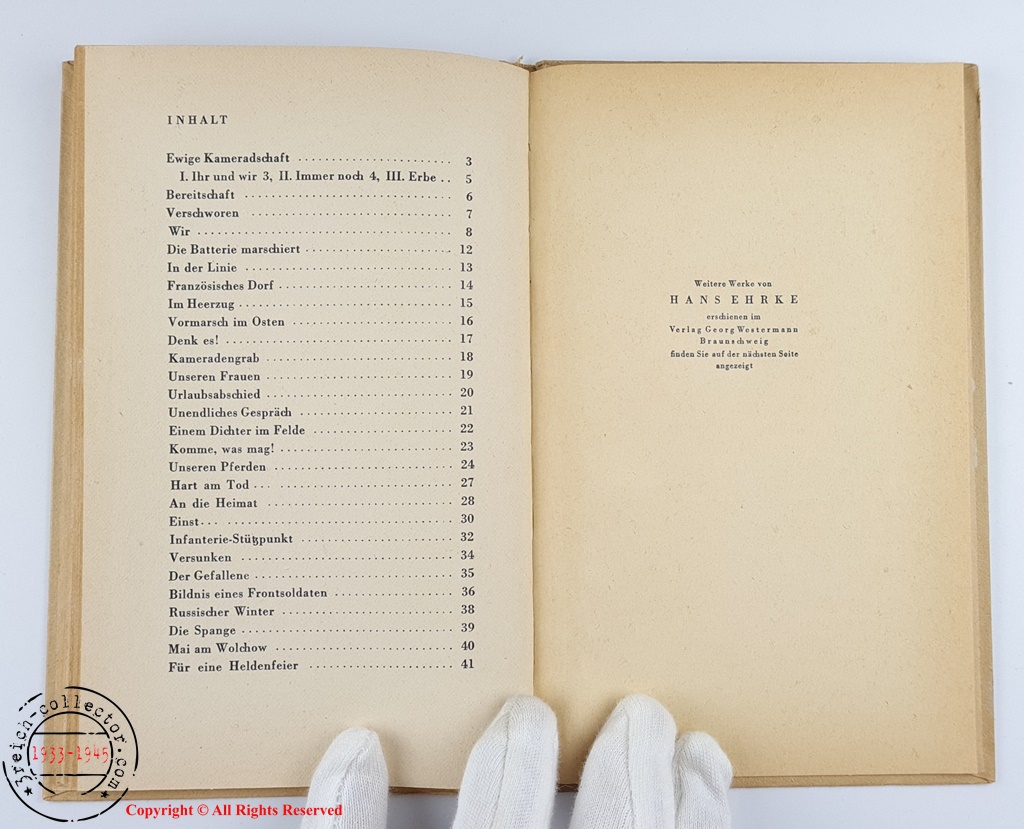 INHALT
Ewige Kameradschaft ........................ 3
I. Ihr und wir 3, II. Immer noch 4, III. Erbe .. 5
Bereitschaft ................................ 6
Verschworen ................................ 7
Wir ........................................ 8
Die Batterie marschiert ....................... 12
In der Linie ................................ 13
Französisches Dorf ........................... 14
Im Heerzug ................................. 15
Vormarsch im Osten .......................... 16
Denk es! .................................... 17
Kameradengrab .............................. 18
Unseren Frauen .............................. 19
Urlaubsabschied ............................. 20
Unendliches Gespräch ........................ 21
Einem Dichter im Felde ...................... 22
Komme, was mag! ............................ 23
Unseren Pferden ............................. 24
Hart am Tod ... ............................. 27
An die Heimat ............................... 28
Einst ... .................................... 30
Infanterie-Stützpunkt ......................... 32
Versunken .................................. 34
Der Gefallene ................................ 35
Bildnis eines Frontsoldaten ................... 36
Russischer Winter ........................... 38
Die Spange .................................. 39
Mai am Wolchow ............................. 40
Für eine Heldenfeier ......................... 41
Weitere Werke von
HANS EHRKE
erschienen im
Verlag Georg Westermann
Braunschweig
finden Sie auf der nächsten Seite
angezeigt
3reich-collector.com
1933-1945
Copyright © All Rights Reserved